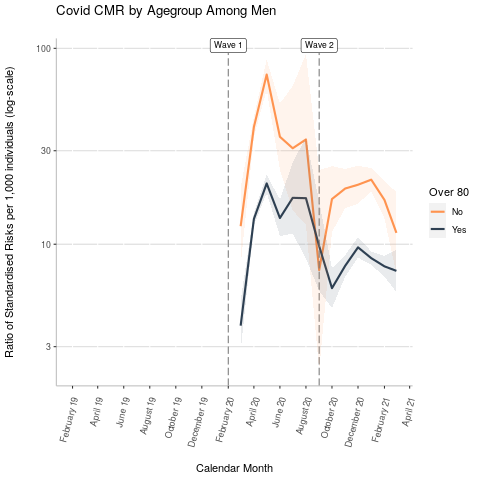 Covid CMR by Agegroup Among Men
Ratio of Standardised Risks per 1,000 individuals (log-scale)
100
30
10
3
Wave 1
Wave 2
February 19
April 19
June 19
August 19
October 19
December 19
February 20
April 20
June 20
August 20
October 20
December 20
February 21
April 21
Calendar Month
Over 80
No
Yes